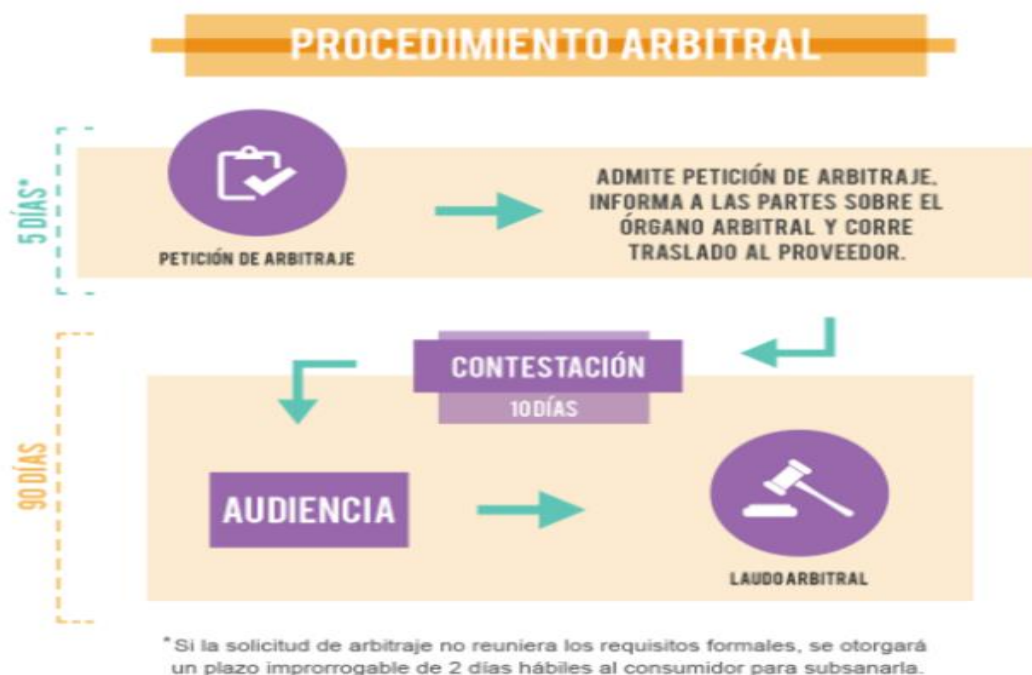 PROCEDIMIENTO ARBITRAL
5 DÍAS*
PETICIÓN DE ARBITRAJE
ADMITE PETICIÓN DE ARBITRAJE,
INFORMA A LAS PARTES SOBRE EL
ÓRGANO ARBITRAL Y CORRE
TRASLADO AL PROVEEDOR.
90 DÍAS
CONTESTACIÓN
10 DÍAS
AUDIENCIA
LAUDO ARBITRAL
*Si la solicitud de arbitraje no reuniera los requisitos formales, se otorgará
un plazo improrrogable de 2 días hábiles al consumidor para subsanarla.